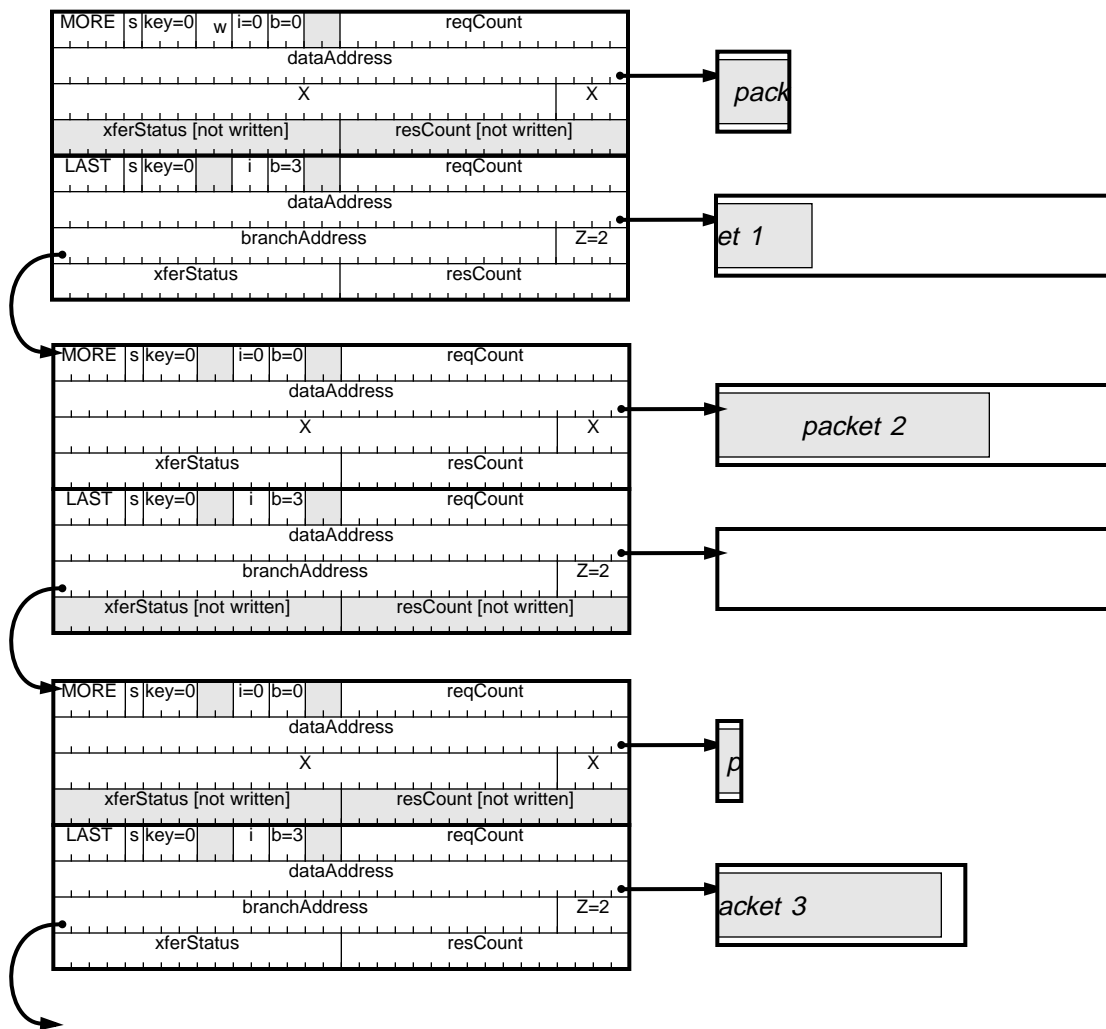 MORE s key=0 w i=0 b=0 reqCount
dataAddress
pack
X X
xferStatus [not written] resCount [not written]
LAST s key=0 i b=3 reqCount
dataAddress
et 1
branchAddress Z=2
xferStatus resCount
MORE s key=0 i=0 b=0 reqCount
dataAddress
packet 2
X X
xferStatus resCount
LAST s key=0 i b=3 reqCount
dataAddress
branchAddress Z=2
xferStatus [not written] resCount [not written]
MORE s key=0 i=0 b=0 reqCount
dataAddress
p
X X
xferStatus [not written] resCount [not written]
LAST s key=0 i b=3 reqCount
dataAddress
acket 3
branchAddress Z=2
xferStatus resCount